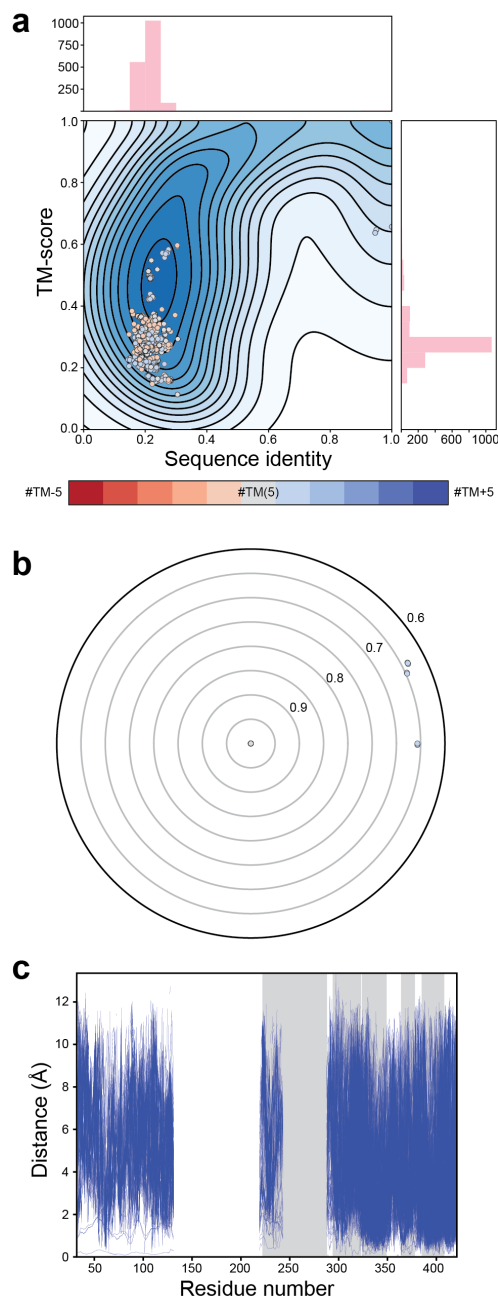 a
1000
750
500
250
1.0
0.8
0.6
0.4
0.2
0.0
TM-score
0.0 0.2 0.4 0.6 0.8 1.0
200 600 1000
Sequence identity
#TM-5 #TM(5) #TM+5
b
0.6
0.7
0.8
0.9
c
12
10
8
6
4
2
0
Distance (Å)
50 100 150 200 250 300 350 400
Residue number